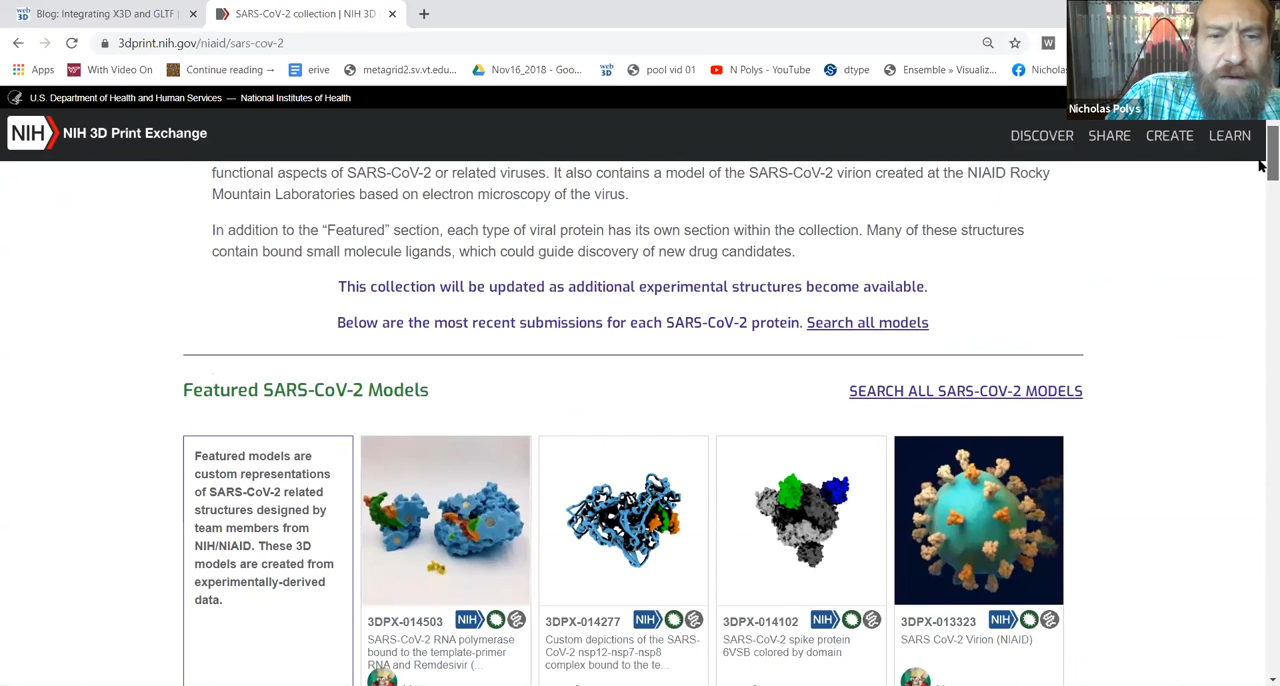 Blog: Integrating X3D and GLTF |
SARS-CoV-2 collection | NIH 3D
3dprint.nih.gov/niaid/sars-cov-2
Apps
With Video On
Continue reading →
erive
metagrid2.sv.vt.edu...
Nov16_2018 - Goo...
web 3D
pool vid 01
N Polys - YouTube
dtype
Ensemble » Visualiz...
Nichola
Nicholas Polys
U.S. Department of Health and Human Services — National Institutes of Health
NIH NIH 3D Print Exchange
DISCOVER SHARE CREATE LEARN
functional aspects of SARS-CoV-2 or related viruses. It also contains a model of the SARS-CoV-2 virion created at the NIAID Rocky
Mountain Laboratories based on electron microscopy of the virus.
In addition to the “Featured” section, each type of viral protein has its own section within the collection. Many of these structures
contain bound small molecule ligands, which could guide discovery of new drug candidates.
This collection will be updated as additional experimental structures become available.
Below are the most recent submissions for each SARS-CoV-2 protein. Search all models
Featured SARS-CoV-2 Models
SEARCH ALL SARS-COV-2 MODELS
Featured models are
custom representations
of SARS-CoV-2 related
structures designed by
team members from
NIH/NIAID. These 3D
models are created from
experimentally-derived
data.
3DPX-014503 NIH
SARS-CoV-2 RNA polymerase
bound to the template-primer
RNA and Remdesivir (...
3DPX-014277 NIH
Custom depictions of the SARS-
CoV-2 nsp12-nsp7-nsp8
complex bound to the te...
3DPX-014102 NIH
SARS-CoV-2 spike protein
6VSB colored by domain
3DPX-013323 NIH
SARS CoV-2 Virion (NIAID)